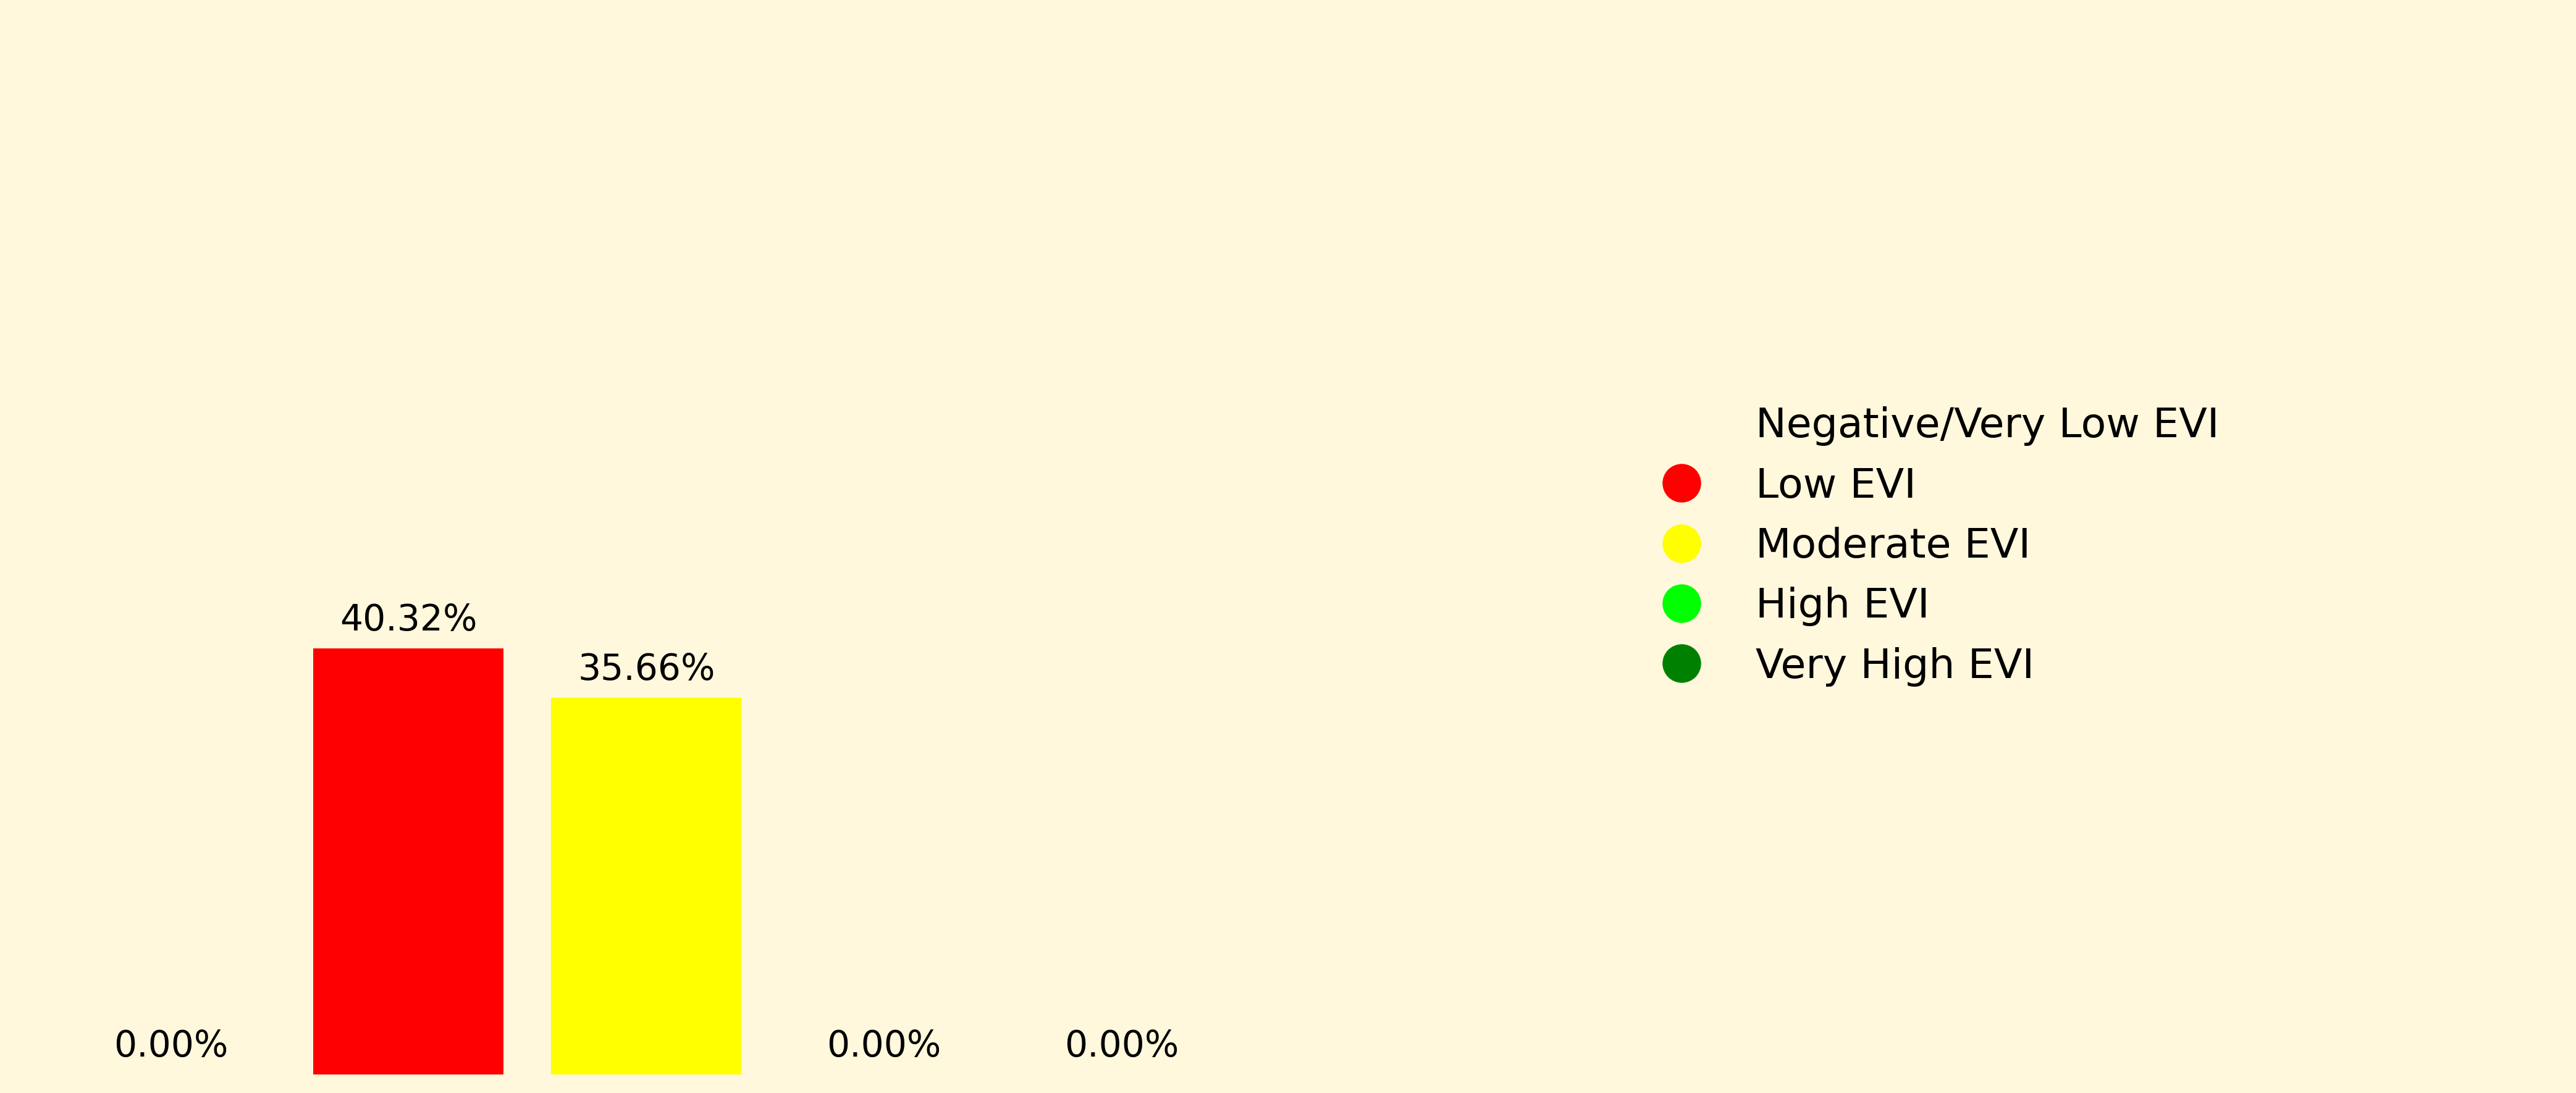 40.32%
35.66%
0.00%
0.00%
0.00%
Negative/Very Low EVI
Low EVI
Moderate EVI
High EVI
Very High EVI